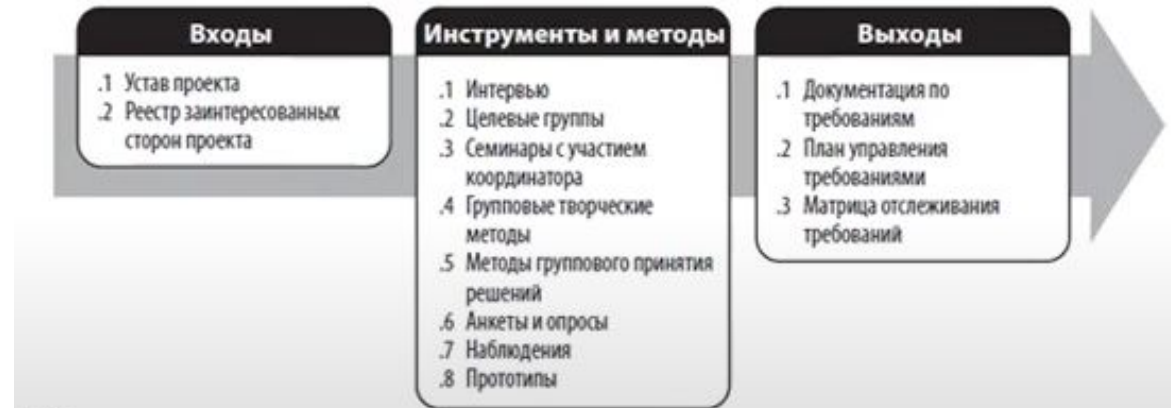 Входы
.1 Устав проекта
.2 Реестр заинтересованных
сторон проекта
Инструменты и методы
.1 Интервью
.2 Целевые группы
.3 Семинары с участием
координатора
.4 Групповые творческие
методы
.5 Методы группового принятия
решений
.6 Анкеты и опросы
.7 Наблюдения
.8 Прототипы
Выходы
.1 Документация по
требованиям
.2 План управления
требованиями
.3 Матрица отслеживания
требований